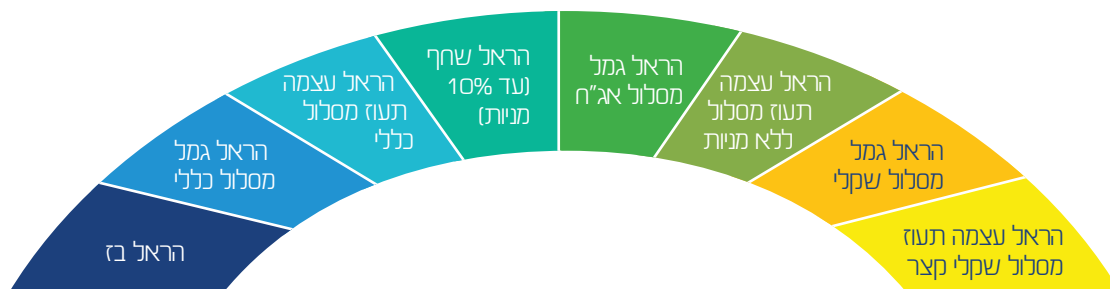 הראל עצמה תעוז
מסלול שקלי קצר
הראל גמל
מסלול שקלי
הראל עצמה
תעוז מסלול
ללא מניות
הראל גמל
מסלול אג"ח
הראל שחף
(עד 10%
מניות)
הראל עצמה
תעוז מסלול
כללי
הראל גמל
מסלול כללי
הראל בז